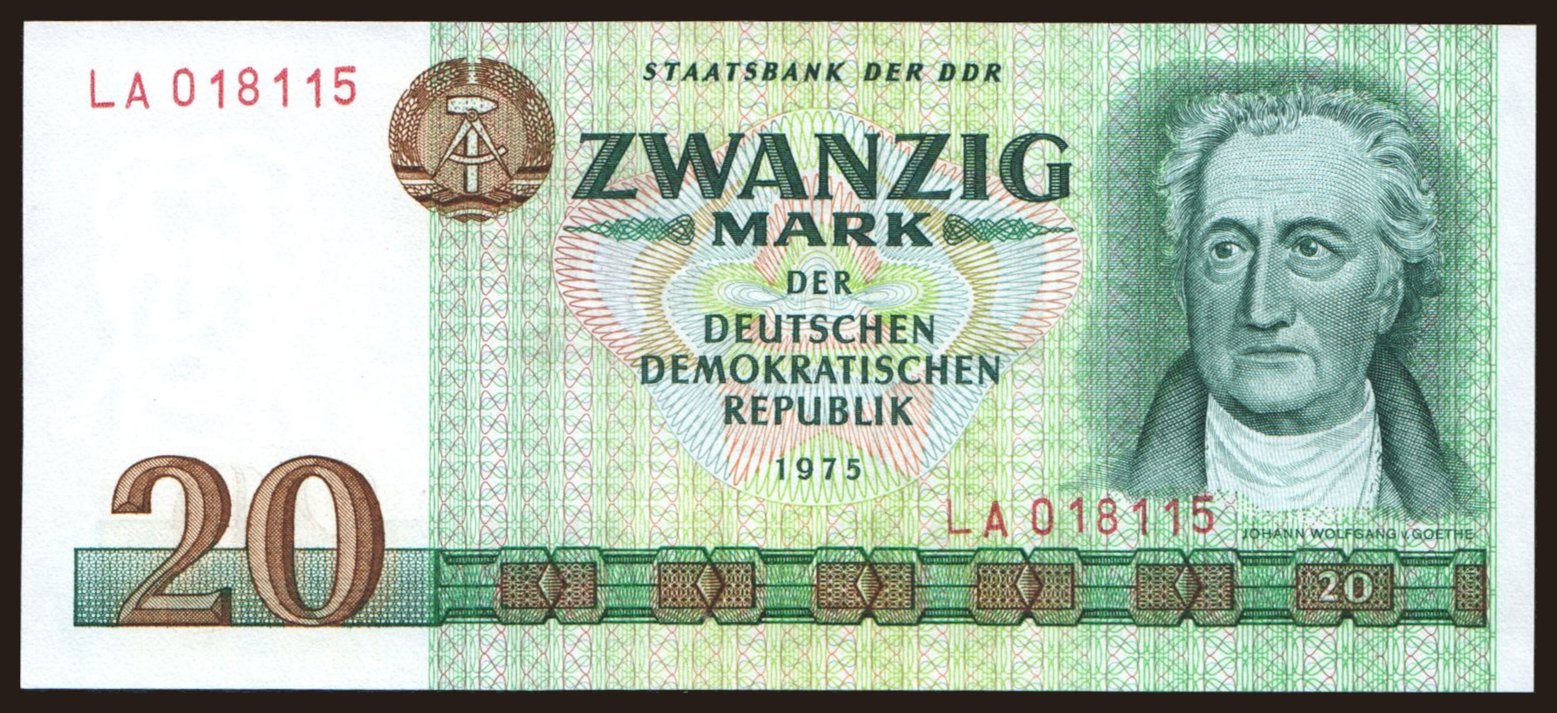 LA 018115
STAATSBANK DER DDR
ZWANZIG
MARK
DER
DEUTSCHEN
DEMOKRATISCHEN
REPUBLIK
1975
LA 018115
JOHANN WOLFGANG v. GOETHE
20
20